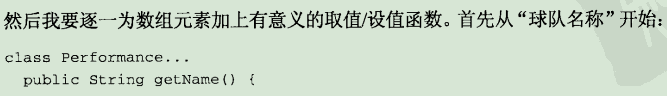 然后我要逐一为数组元素加上有意义的取值/设值函数。首先从“球队名称”开始：
class Performance...
public String getName() {